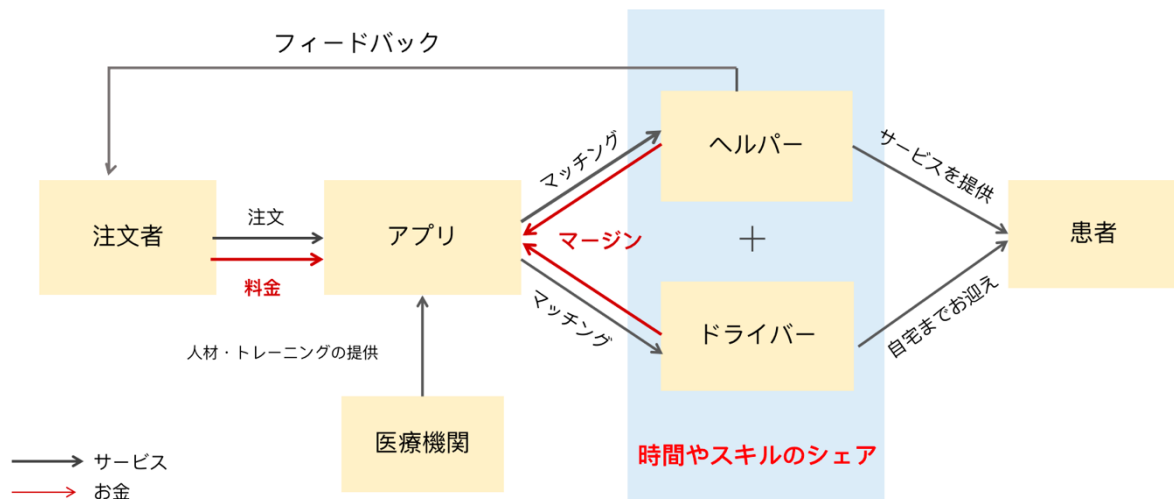 フィードバック
ヘルパー
マッチング
サービスを提供
注文者
注文
料金
アプリ
マージン
＋
患者
マッチング
ドライバー
自宅までお迎え
人材・トレーニングの提供
医療機関
時間やスキルのシェア
サービス
お金